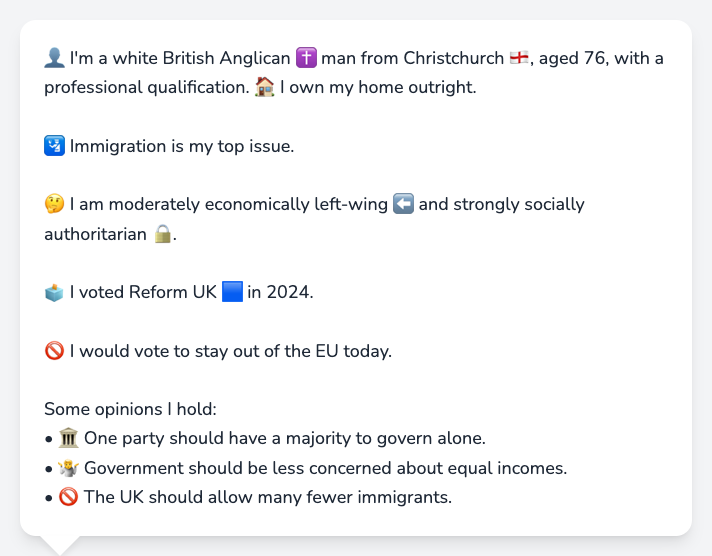 👤 I'm a white British Anglican ✝️ man from Christchurch 🏴󠁧󠁢󠁥󠁮󠁧󠁿, aged 76, with a
professional qualification. 🏠 I own my home outright.
🛂 Immigration is my top issue.
🤔 I am moderately economically left-wing ⬅️ and strongly socially
authoritarian 🔒.
🗳️ I voted Reform UK 🟦 in 2024.
🚫 I would vote to stay out of the EU today.
Some opinions I hold:
• 🏛️ One party should have a majority to govern alone.
• 🤷 Government should be less concerned about equal incomes.
• 🚫 The UK should allow many fewer immigrants.